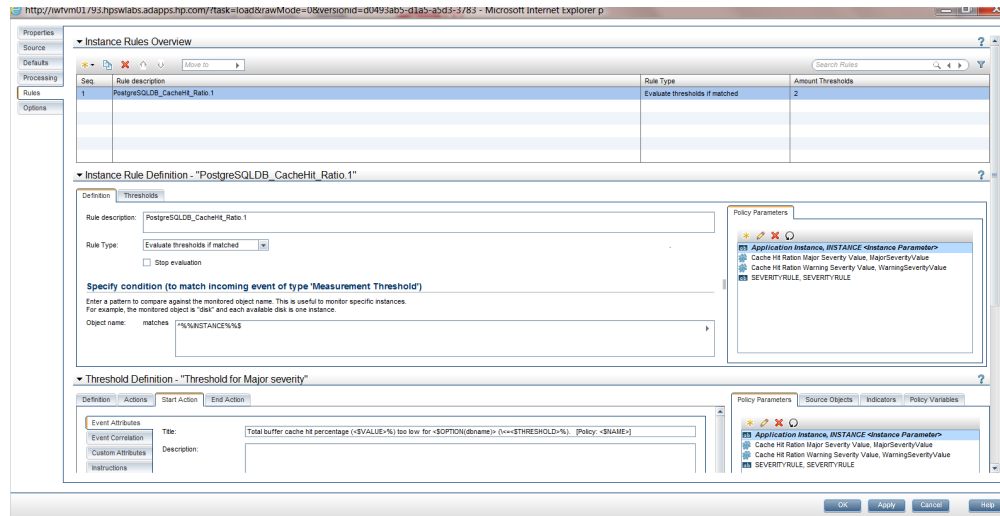 http://iwfvm01793.hpswlabs.adapps.hp.com/?task=load&rawMode=0&versionid=d0493ab5-d1a5-a5d3-3783 - Microsoft Internet Explorer p
Properties
Source
Defaults
Processing
Rules
Options
Instance Rules Overview
?
Move to
Search Rules
Seq. Rule description Rule Type Amount Thresholds
1 PostgreSQLDB_CacheHit_Ratio.1 Evaluate thresholds if matched 2
Instance Rule Definition - "PostgreSQLDB_CacheHit_Ratio.1"
?
Definition Thresholds
Rule description: PostgreSQLDB_CacheHit_Ratio.1
Rule Type: Evaluate thresholds if matched
Stop evaluation
Specify condition (to match incoming event of type 'Measurement Threshold')
Enter a pattern to compare against the monitored object name. This is useful to monitor specific instances.
For example, the monitored object is "disk" and each available disk is one instance.
Object name: matches ^%%INSTANCE%%$
Policy Parameters
Application Instance, INSTANCE <Instance Parameter>
Cache Hit Ration Major Severity Value, MajorSeverityValue
Cache Hit Ration Warning Severity Value, WarningSeverityValue
SEVERITYRULE, SEVERITYRULE
Threshold Definition - "Threshold for Major severity"
?
Definition Actions Start Action End Action
Event Attributes
Event Correlation
Custom Attributes
Instructions
Title: Total buffer cache hit percentage (<$VALUE>%) too low for <$OPTION(dbname)> (\<=<$THRESHOLD>%). [Policy: <$NAME>]
Description:
Policy Parameters Source Objects Indicators Policy Variables
Application Instance, INSTANCE <Instance Parameter>
Cache Hit Ration Major Severity Value, MajorSeverityValue
Cache Hit Ration Warning Severity Value, WarningSeverityValue
SEVERITYRULE, SEVERITYRULE
OK Apply Cancel Help